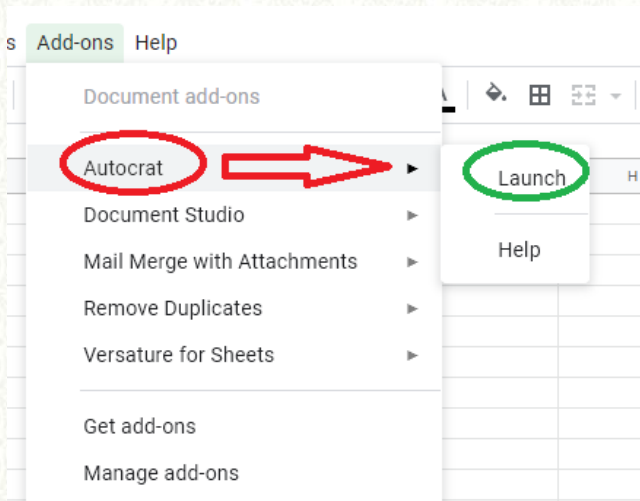 s Add-ons Help
Document add-ons
Autocrat
Launch
H
Document Studio
Mail Merge with Attachments
Help
Remove Duplicates
Versature for Sheets
Get add-ons
Manage add-ons